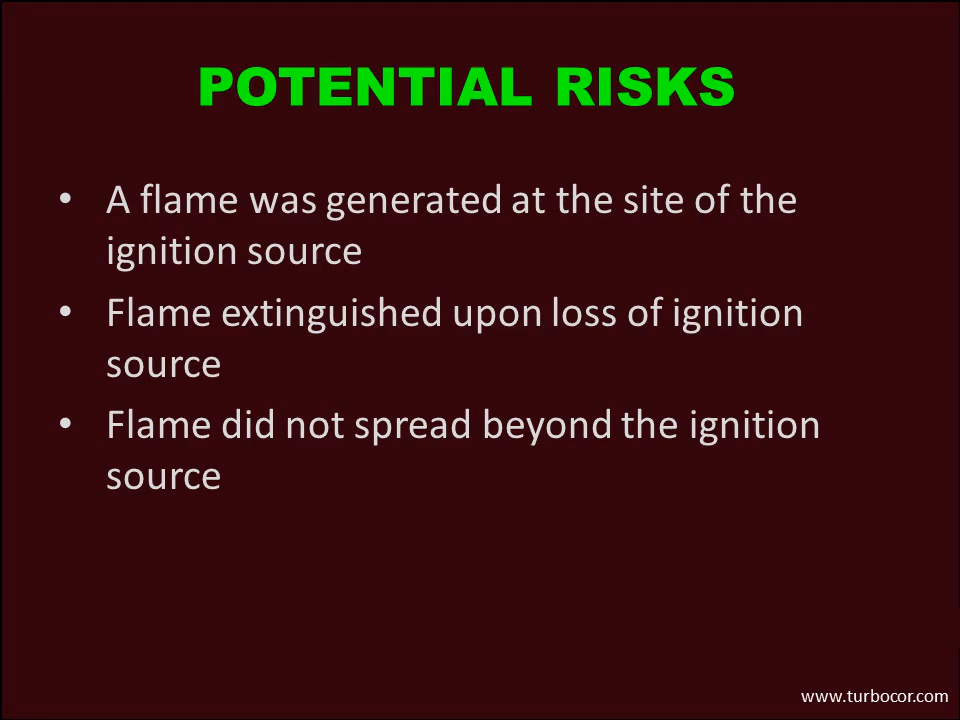 POTENTIAL RISKS
• A flame was generated at the site of the
ignition source
• Flame extinguished upon loss of ignition
source
• Flame did not spread beyond the ignition
source
www.turbocor.com